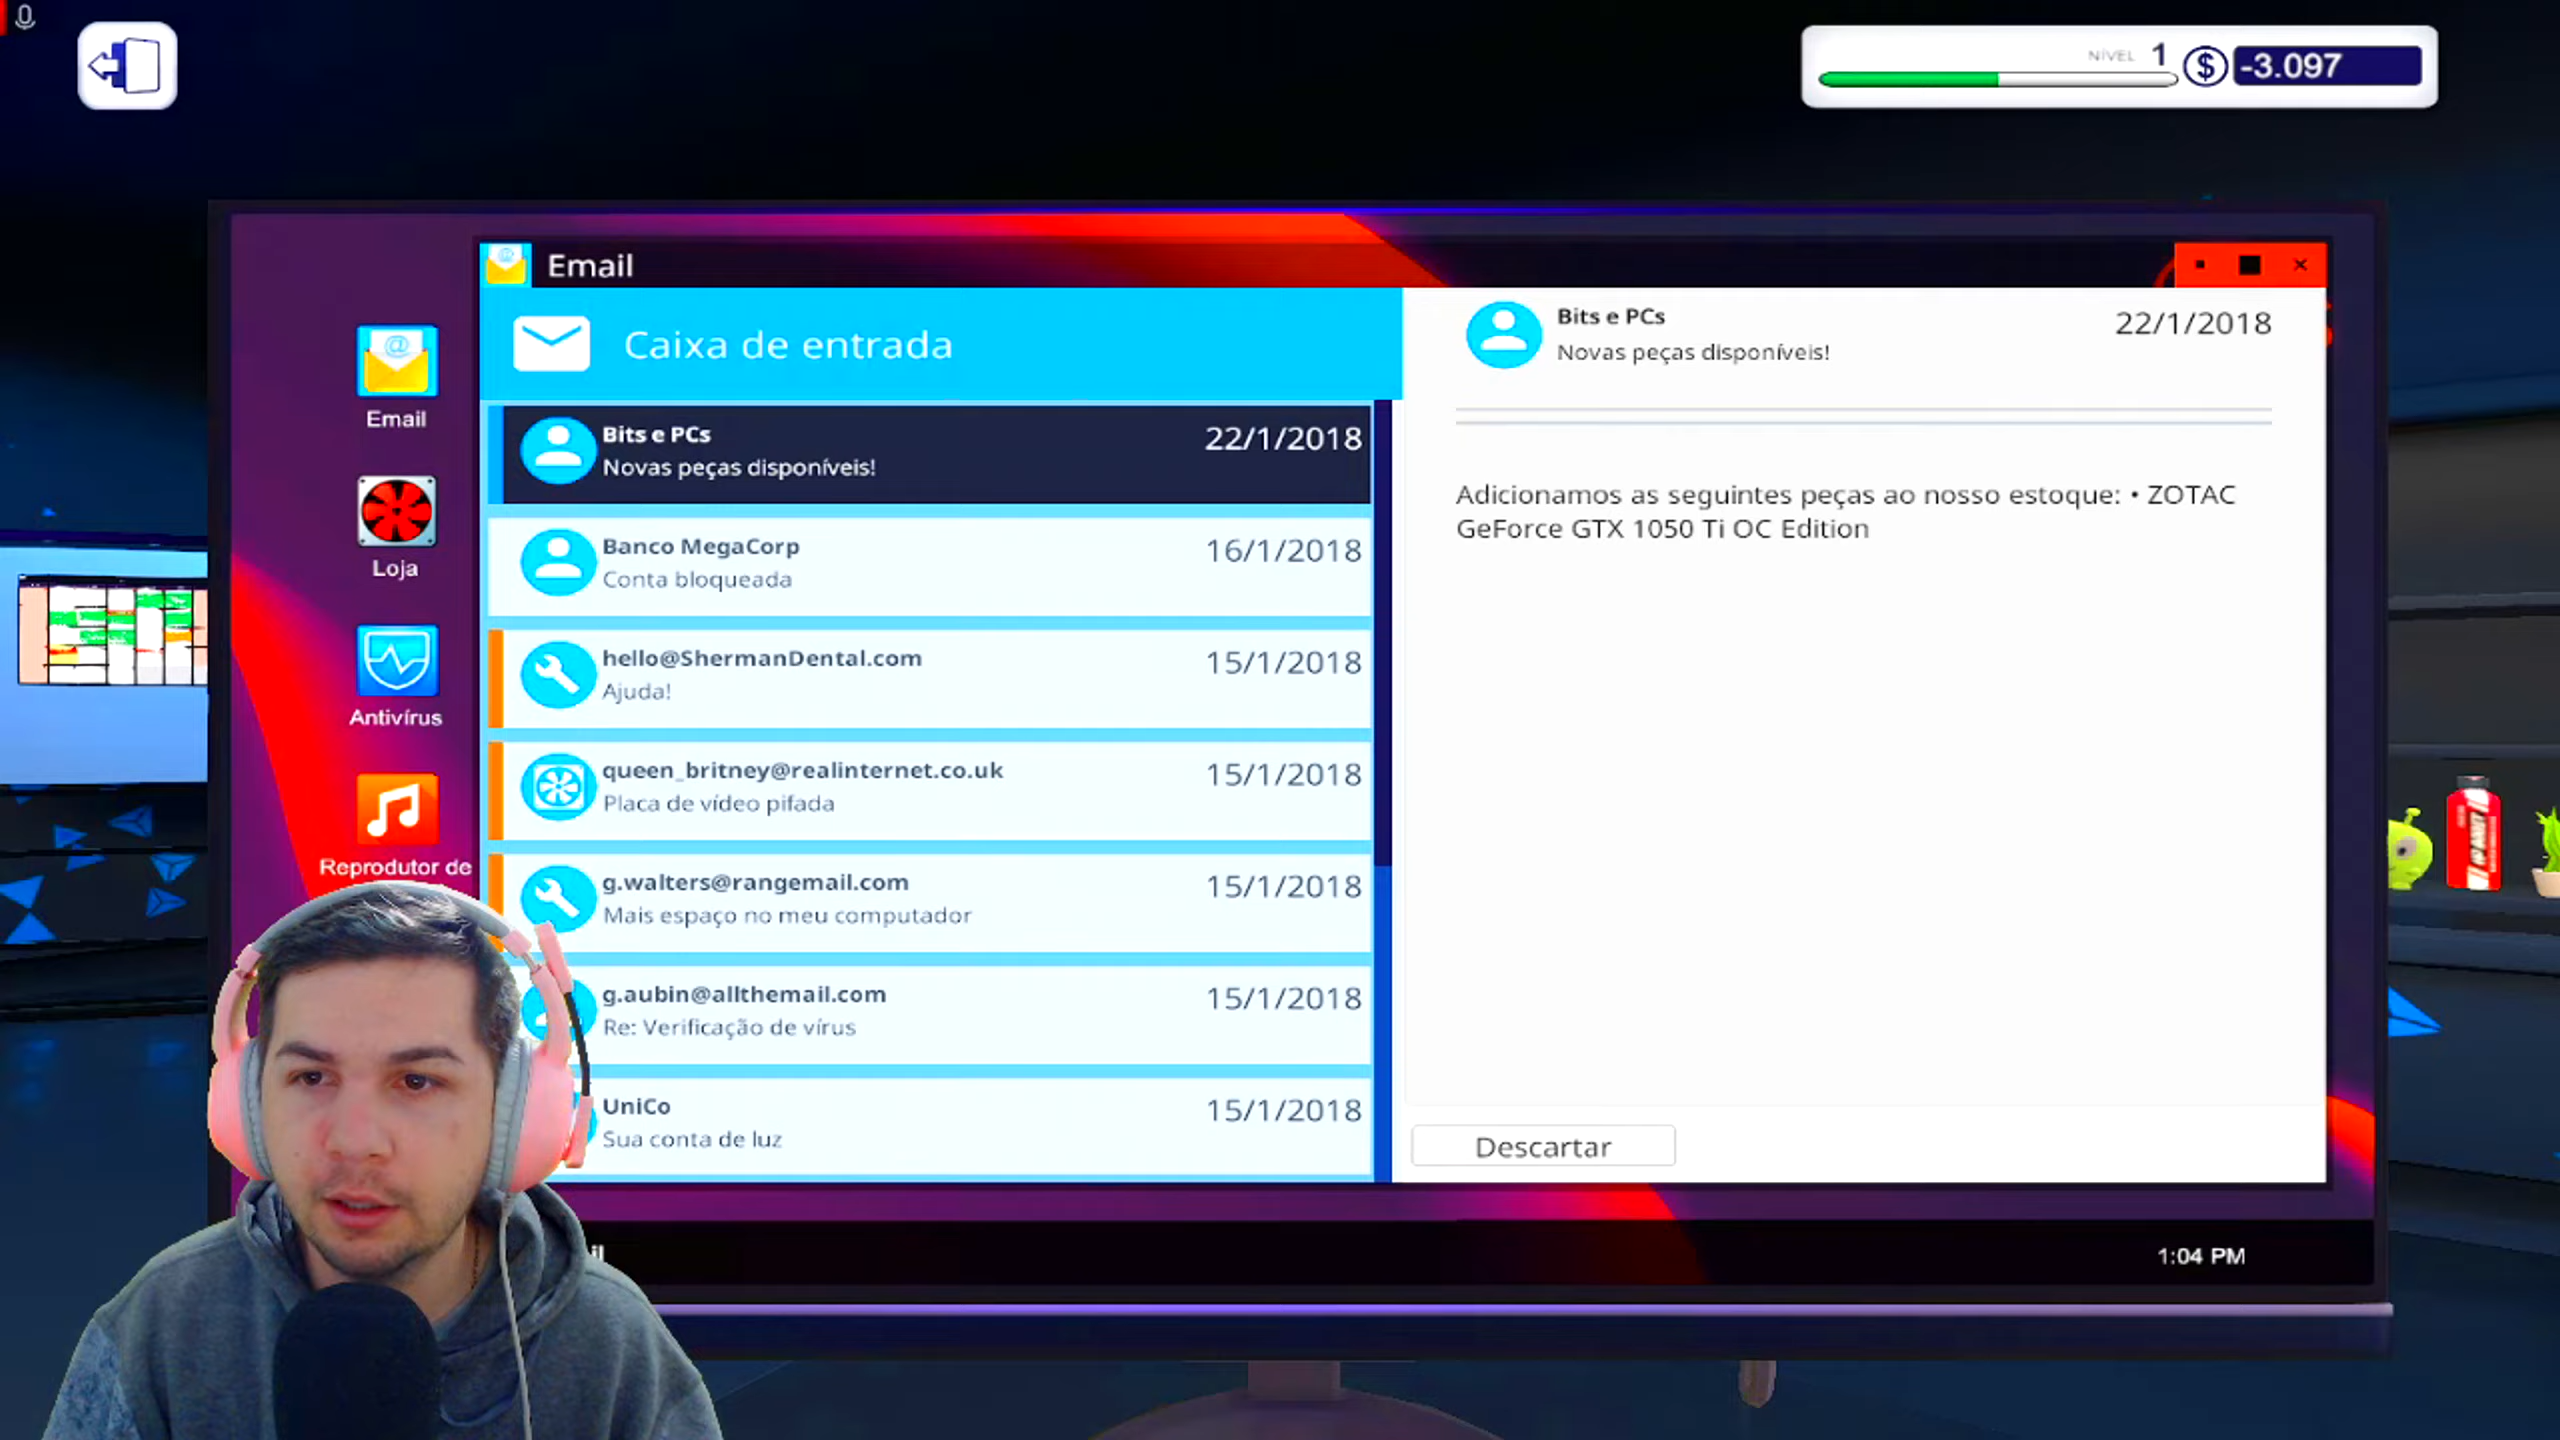 NÍVEL 1
-3.097
Email
Caixa de entrada
Bits e PCs
22/1/2018
Novas peças disponíveis!
Banco MegaCorp
16/1/2018
Conta bloqueada
hello@ShermanDental.com
15/1/2018
Ajuda!
queen_britney@realinternet.co.uk
15/1/2018
Placa de vídeo pifada
g.walters@rangemail.com
15/1/2018
Mais espaço no meu computador
g.aubin@allthemail.com
15/1/2018
Re: Verificação de vírus
UniCo
15/1/2018
Sua conta de luz
Email
Loja
Antivírus
Reprodutor de
Bits e PCs
22/1/2018
Novas peças disponíveis!
Adicionamos as seguintes peças ao nosso estoque: • ZOTAC
GeForce GTX 1050 Ti OC Edition
Descartar
1:04 PM